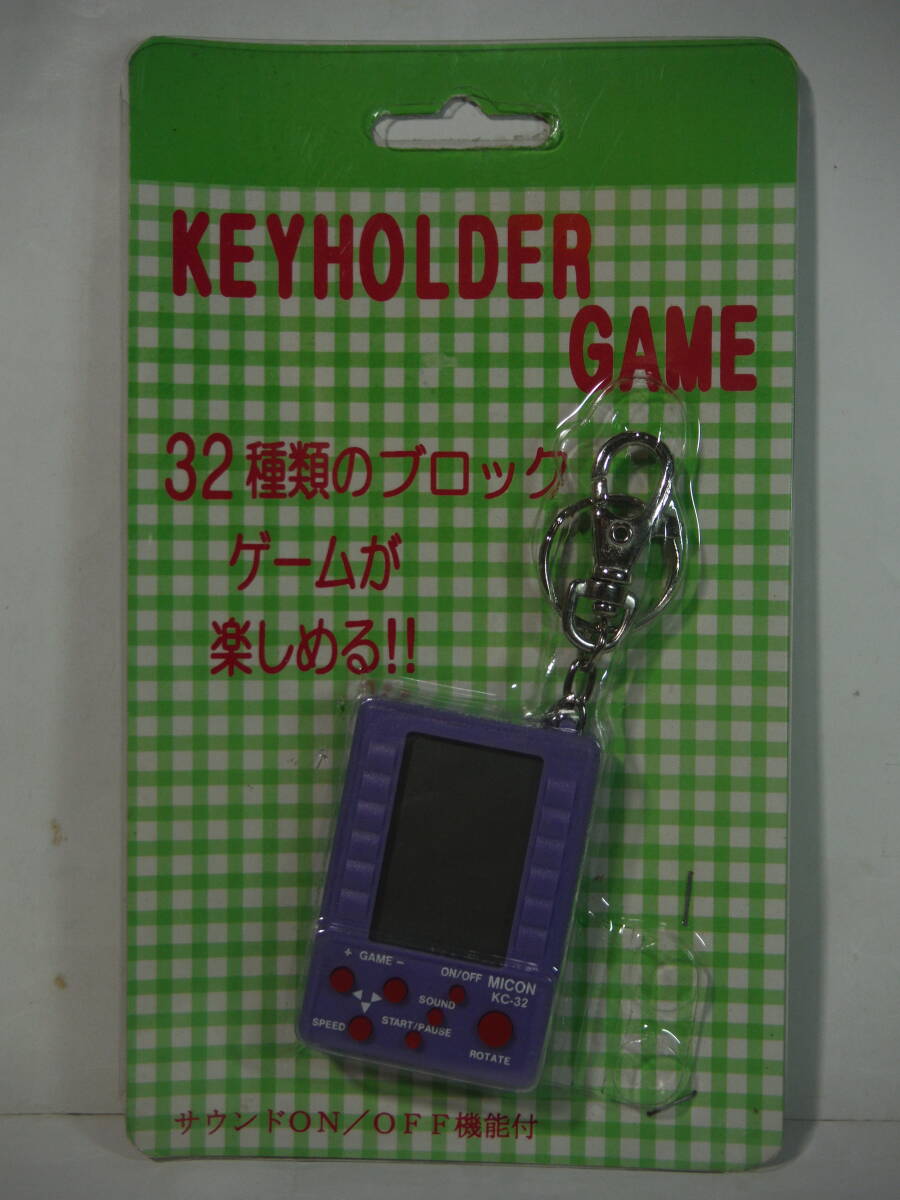 KEYHOLDER
GAME
32種類のブロック
ゲームが
楽しめる!!
+ GAME -
ON/OFF
MICON
KC-32
SOUND
SPEED
START/PAUSE
ROTATE
サウンドON／OFF機能付